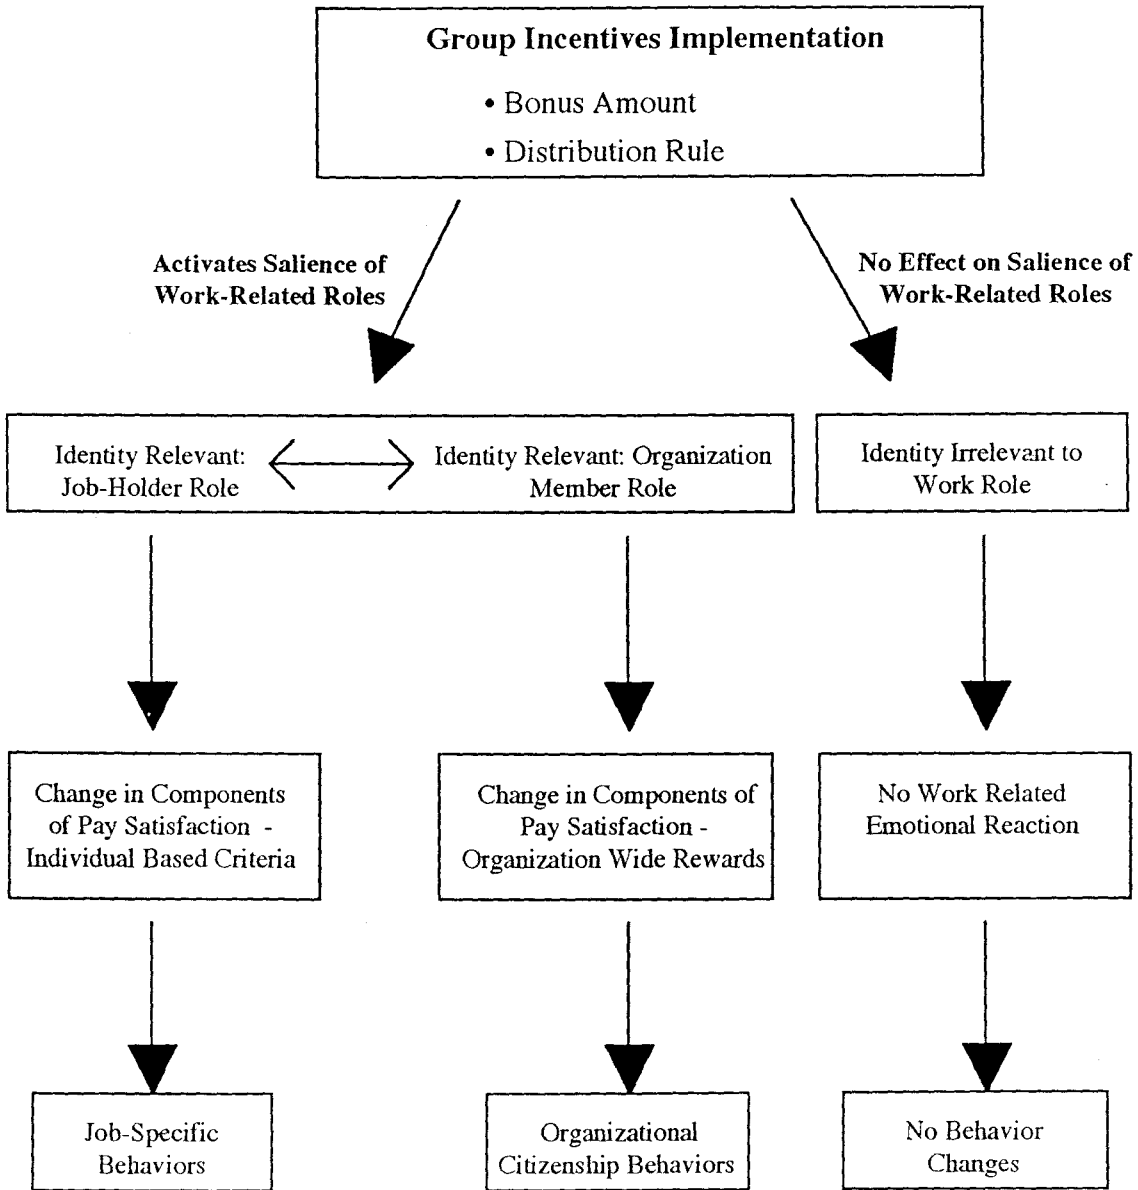 Group Incentives Implementation
• Bonus Amount
• Distribution Rule
Activates Salience of
Work-Related Roles
No Effect on Salience of
Work-Related Roles
Identity Relevant:
Job-Holder Role
Identity Relevant: Organization
Member Role
Identity Irrelevant to
Work Role
Change in Components
of Pay Satisfaction -
Individual Based Criteria
Change in Components of
Pay Satisfaction -
Organization Wide Rewards
No Work Related
Emotional Reaction
Job-Specific
Behaviors
Organizational
Citizenship Behaviors
No Behavior
Changes